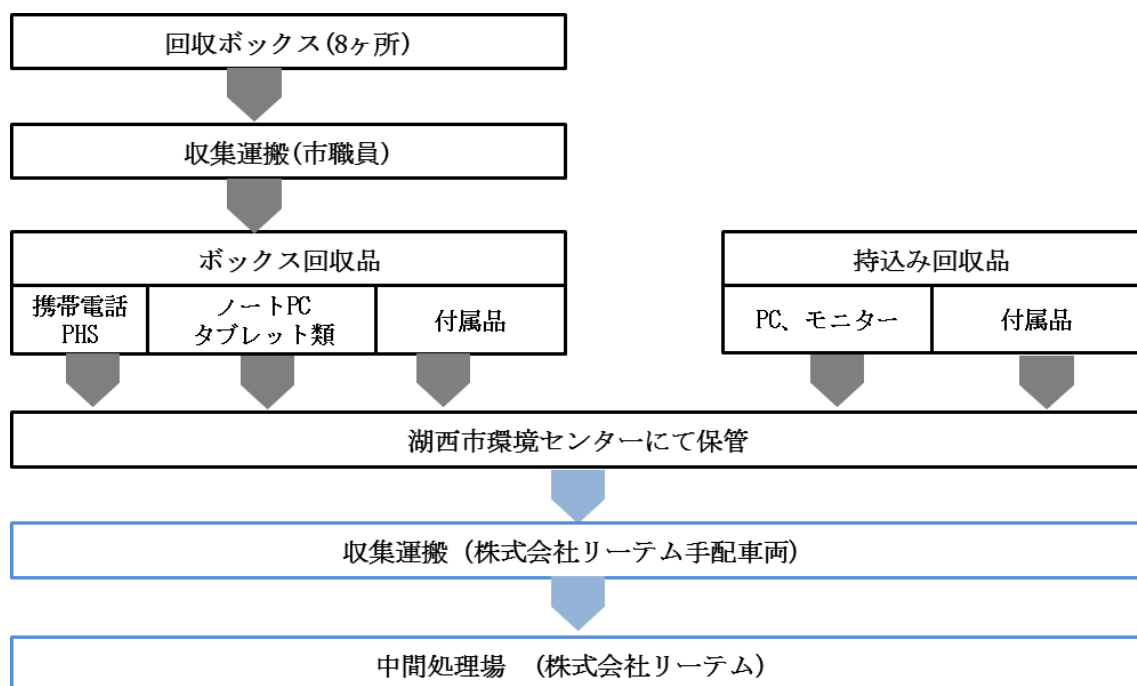 回収ボックス(8ヶ所)
収集運搬(市職員)
ボックス回収品
携帯電話
PHS
ノートPC
タブレット類
付属品
持込み回収品
PC、モニター
付属品
湖西市環境センターにて保管
収集運搬（株式会社リーテム手配車両）
中間処理場　（株式会社リーテム）